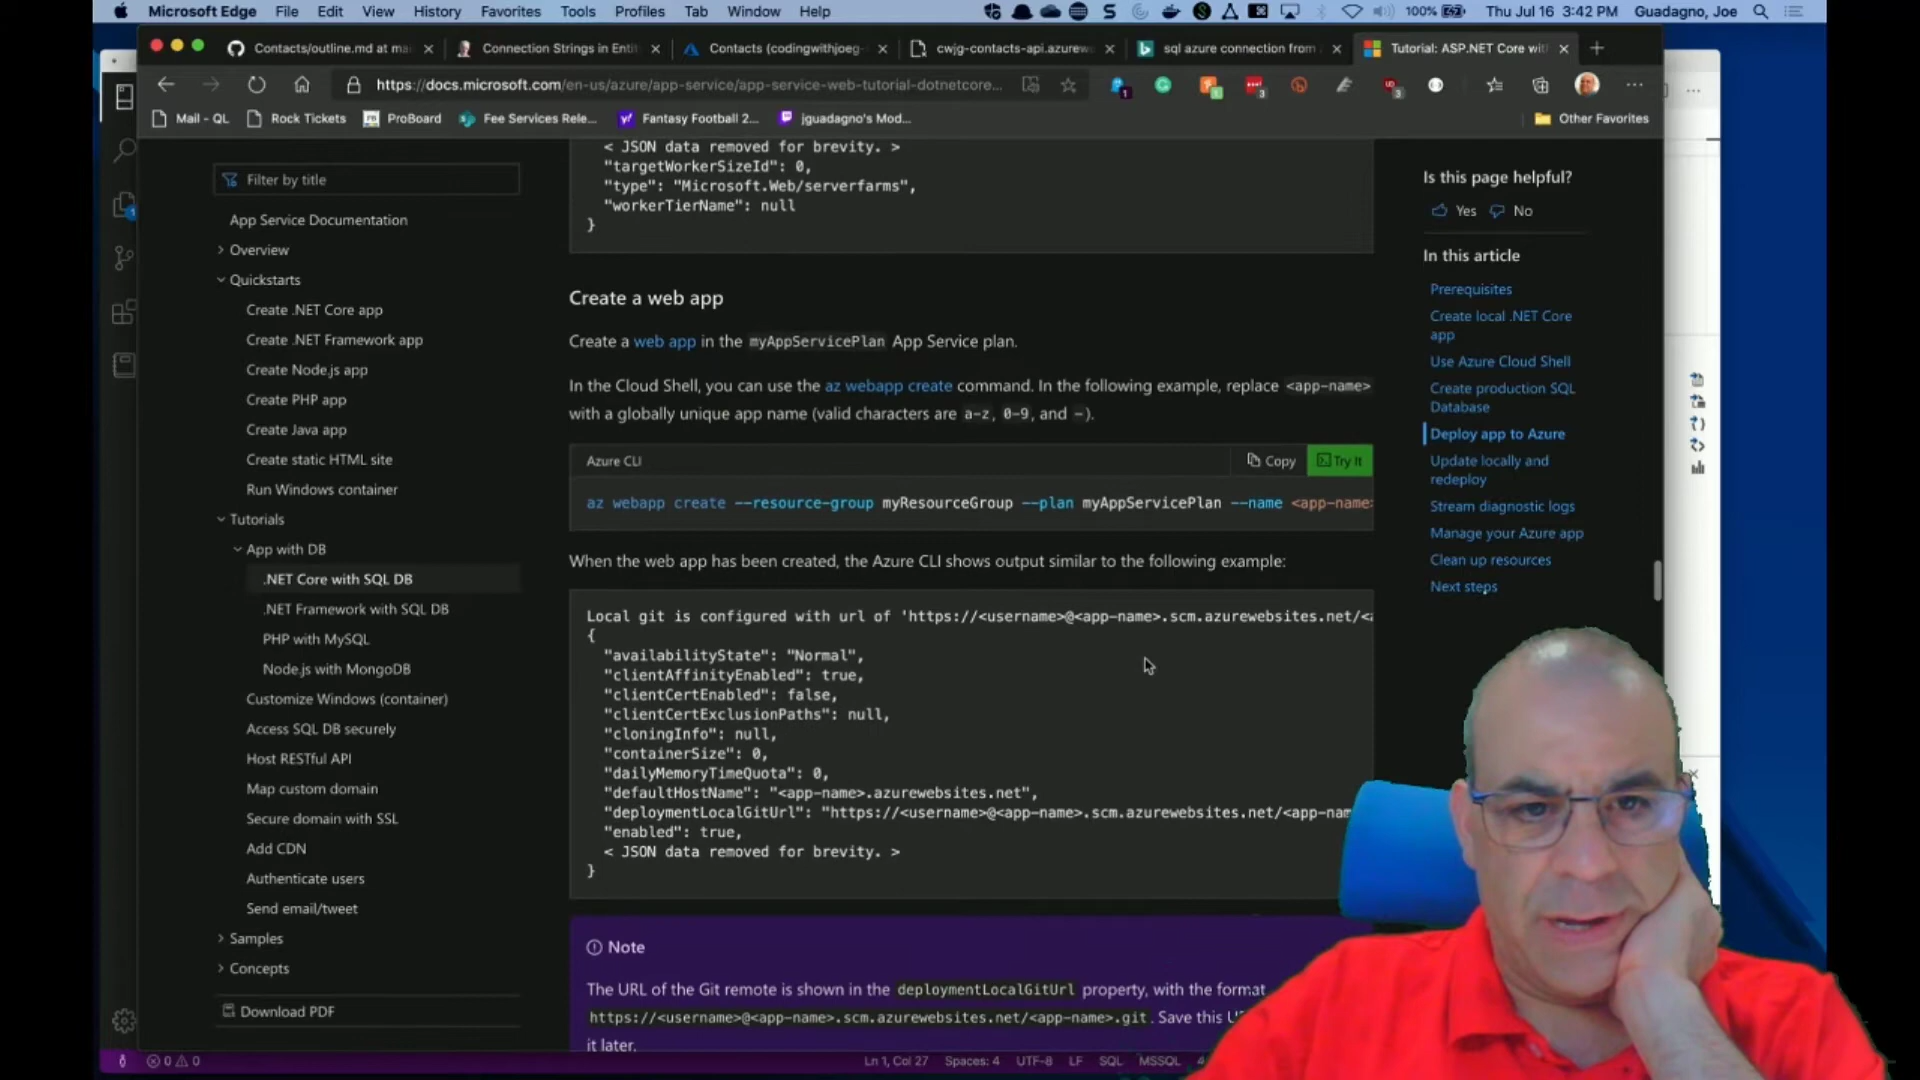 Microsoft Edge File Edit View History Favorites Tools Profiles Tab Window Help
100% Thu Jul 16 3:42 PM Guadagno, Joe
Contacts/outline.md at ma
Connection Strings in Entit
Contacts (codingwithjoeg
cwjg-contacts-api.azurew
sql azure connection from
Tutorial: ASP.NET Core wit
https://docs.microsoft.com/en-us/azure/app-service/app-service-web-tutorial-dotnetcore...
Mail - QL Rock Tickets ProBoard Fee Services Rele... Fantasy Football 2... jguadagno's Mod... Other Favorites
Filter by title
App Service Documentation
Overview
Quickstarts
Create .NET Core app
Create .NET Framework app
Create Node.js app
Create PHP app
Create Java app
Create static HTML site
Run Windows container
Tutorials
App with DB
.NET Core with SQL DB
.NET Framework with SQL DB
PHP with MySQL
Node.js with MongoDB
Customize Windows (container)
Access SQL DB securely
Host RESTful API
Map custom domain
Secure domain with SSL
Add CDN
Authenticate users
Send email/tweet
Samples
Concepts
Download PDF
< JSON data removed for brevity. >
"targetWorkerSizeId": 0,
"type": "Microsoft.Web/serverfarms",
"workerTierName": null
}
Create a web app
Create a web app in the myAppServicePlan App Service plan.
In the Cloud Shell, you can use the az webapp create command. In the following example, replace <app-name>
with a globally unique app name (valid characters are a-z, 0-9, and -).
Azure CLI Copy Try It
az webapp create --resource-group myResourceGroup --plan myAppServicePlan --name <app-name>
When the web app has been created, the Azure CLI shows output similar to the following example:
Local git is configured with url of 'https://<username>@<app-name>.scm.azurewebsites.net/<a
{
"availabilityState": "Normal",
"clientAffinityEnabled": true,
"clientCertEnabled": false,
"clientCertExclusionPaths": null,
"cloningInfo": null,
"containerSize": 0,
"dailyMemoryTimeQuota": 0,
"defaultHostName": "<app-name>.azurewebsites.net",
"deploymentLocalGitUrl": "https://<username>@<app-name>.scm.azurewebsites.net/<app-nam
"enabled": true,
< JSON data removed for brevity. >
}
Note
The URL of the Git remote is shown in the deploymentLocalGitUrl property, with the format
https://<username>@<app-name>.scm.azurewebsites.net/<app-name>.git. Save this
it later.
Is this page helpful?
Yes No
In this article
Prerequisites
Create local .NET Core
app
Use Azure Cloud Shell
Create production SQL
Database
Deploy app to Azure
Update locally and
redeploy
Stream diagnostic logs
Manage your Azure app
Clean up resources
Next steps
0 0 Ln 1, Col 27 Spaces: 4 UTF-8 LF SQL MSSQL